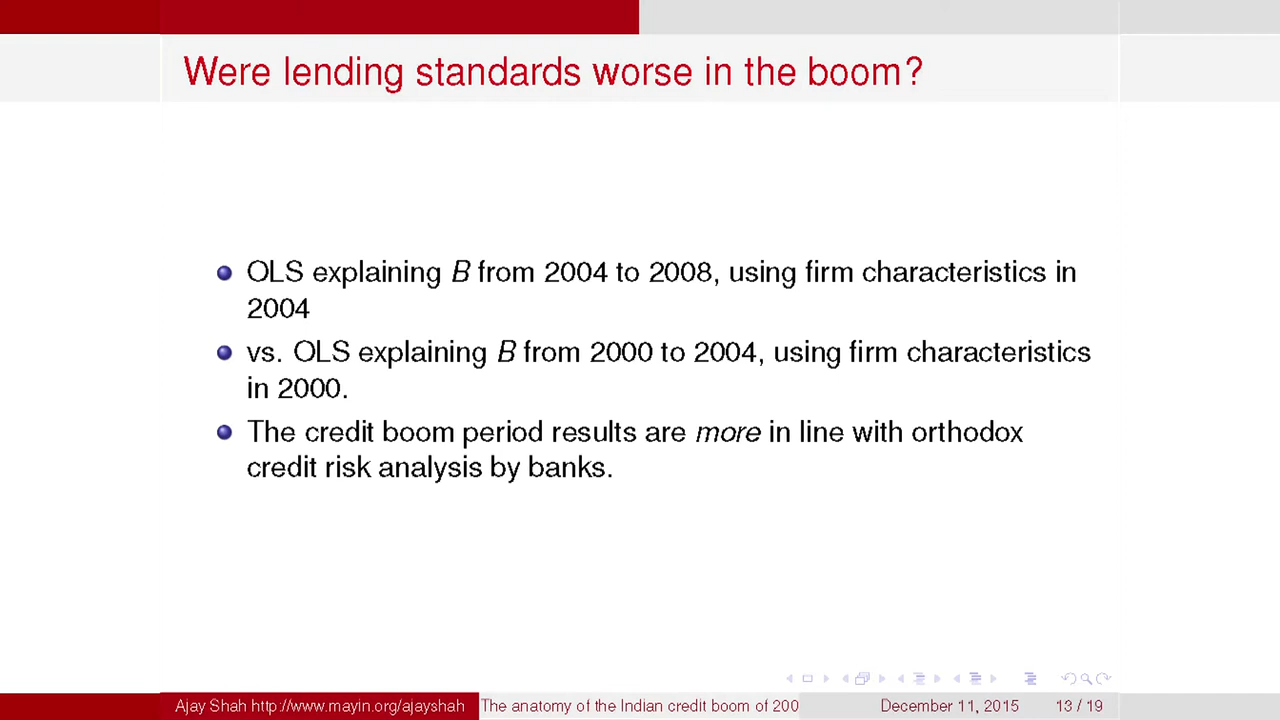 Were lending standards worse in the boom?
OLS explaining B from 2004 to 2008, using firm characteristics in
2004
vs. OLS explaining B from 2000 to 2004, using firm characteristics
in 2000.
The credit boom period results are more in line with orthodox
credit risk analysis by banks.
Ajay Shah http://www.mayin.org/ajayshah
The anatomy of the Indian credit boom of 200
December 11, 2015
13 / 19